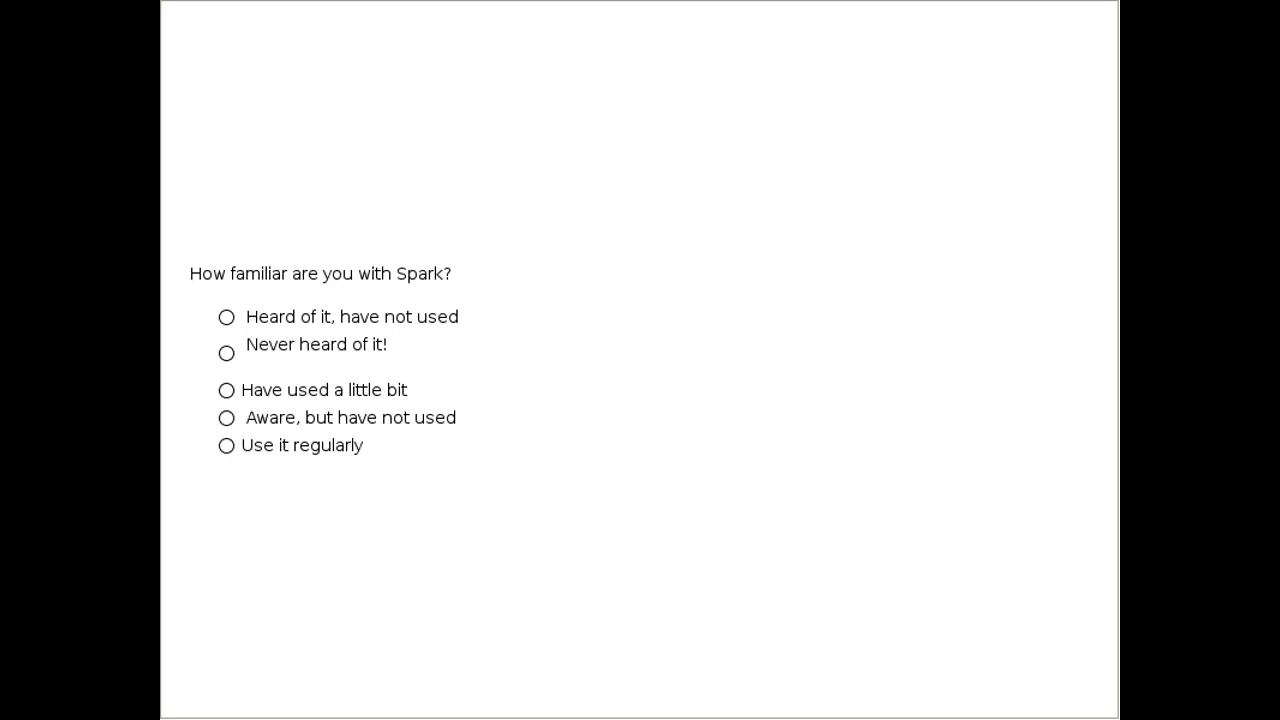 How familiar are you with Spark?
Heard of it, have not used
Never heard of it!
Have used a little bit
Aware, but have not used
Use it regularly